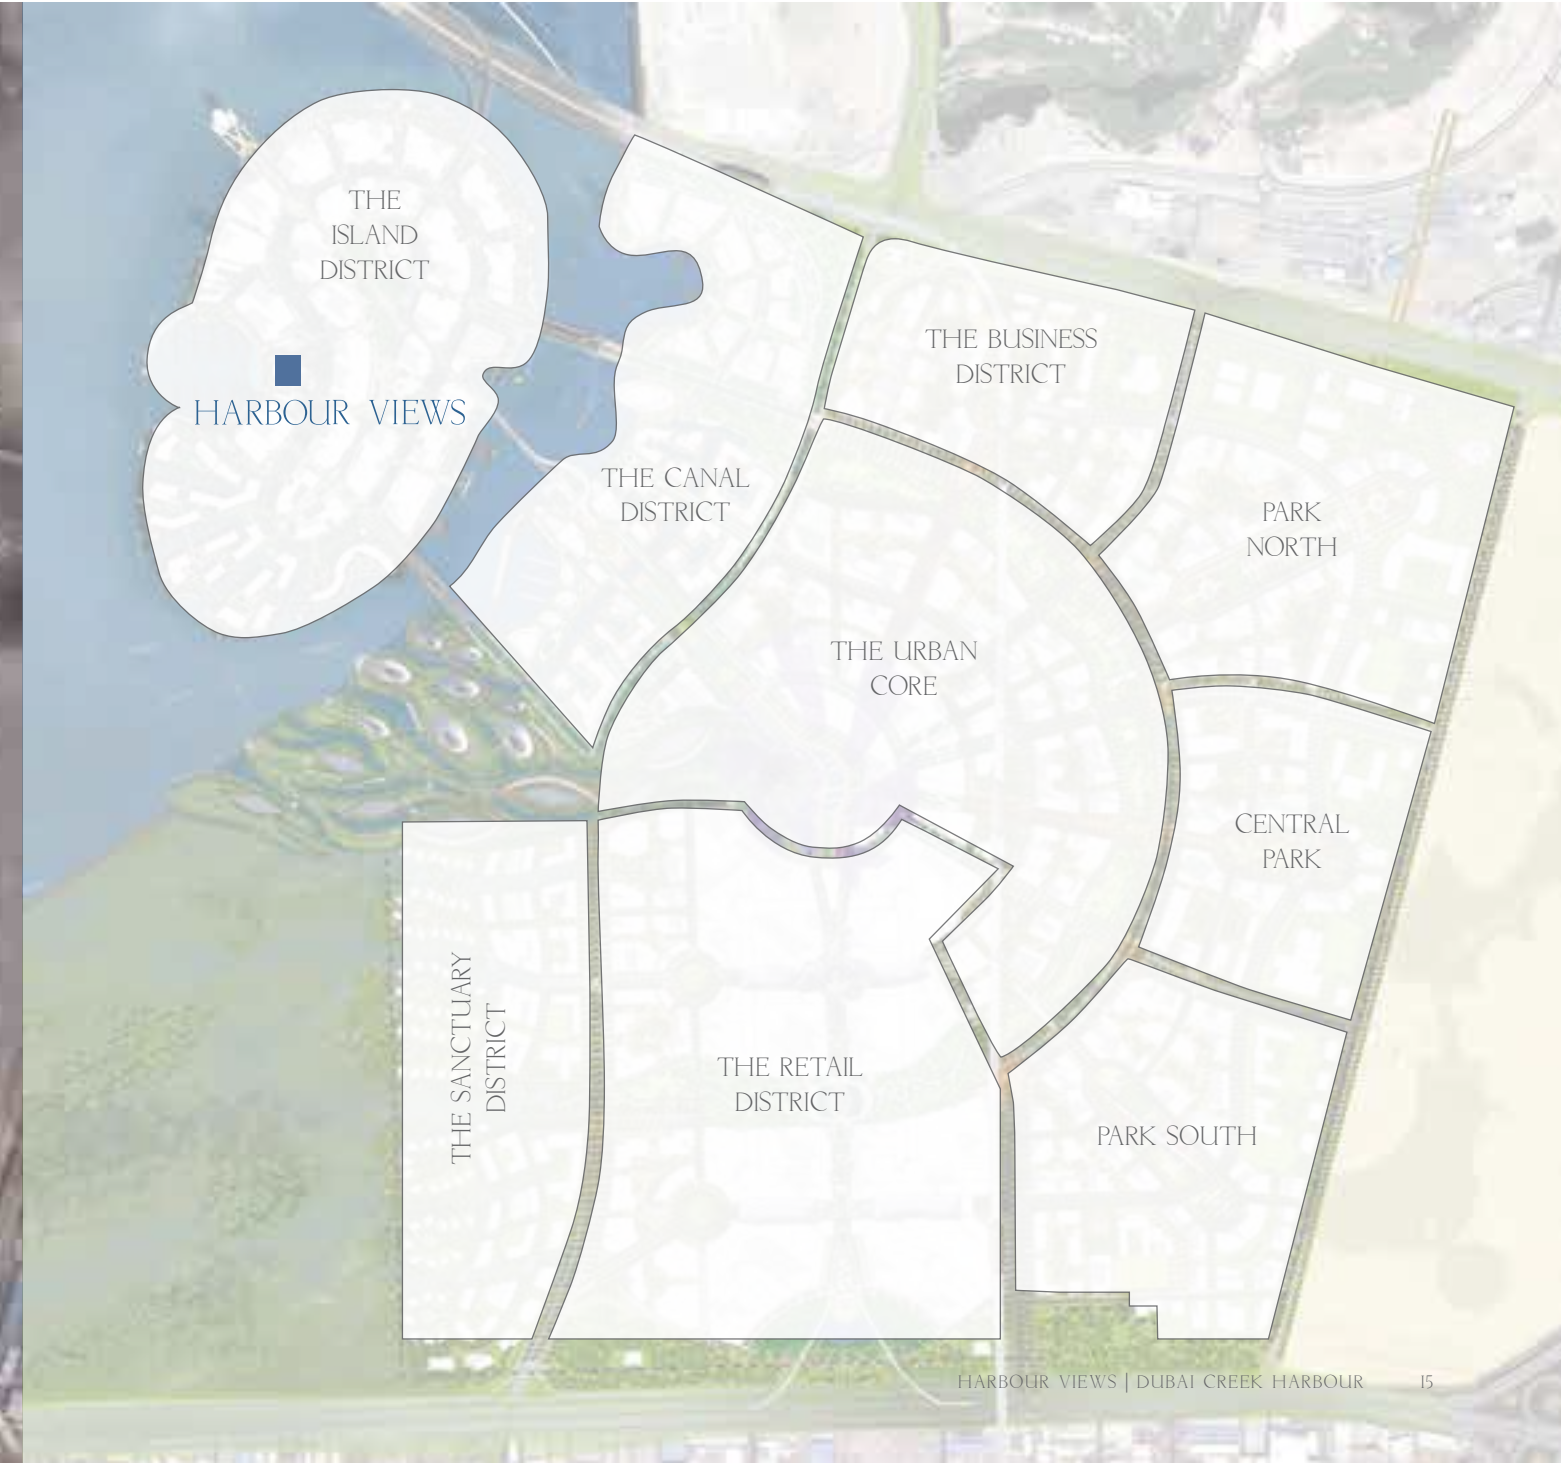 THE
ISLAND
DISTRICT
HARBOUR VIEWS
THE BUSINESS
DISTRICT
THE CANAL
DISTRICT
PARK
NORTH
THE URBAN
CORE
CENTRAL
PARK
THE SANCTUARY
DISTRICT
THE RETAIL
DISTRICT
PARK SOUTH
HARBOUR VIEWS | DUBAI CREEK HARBOUR 15